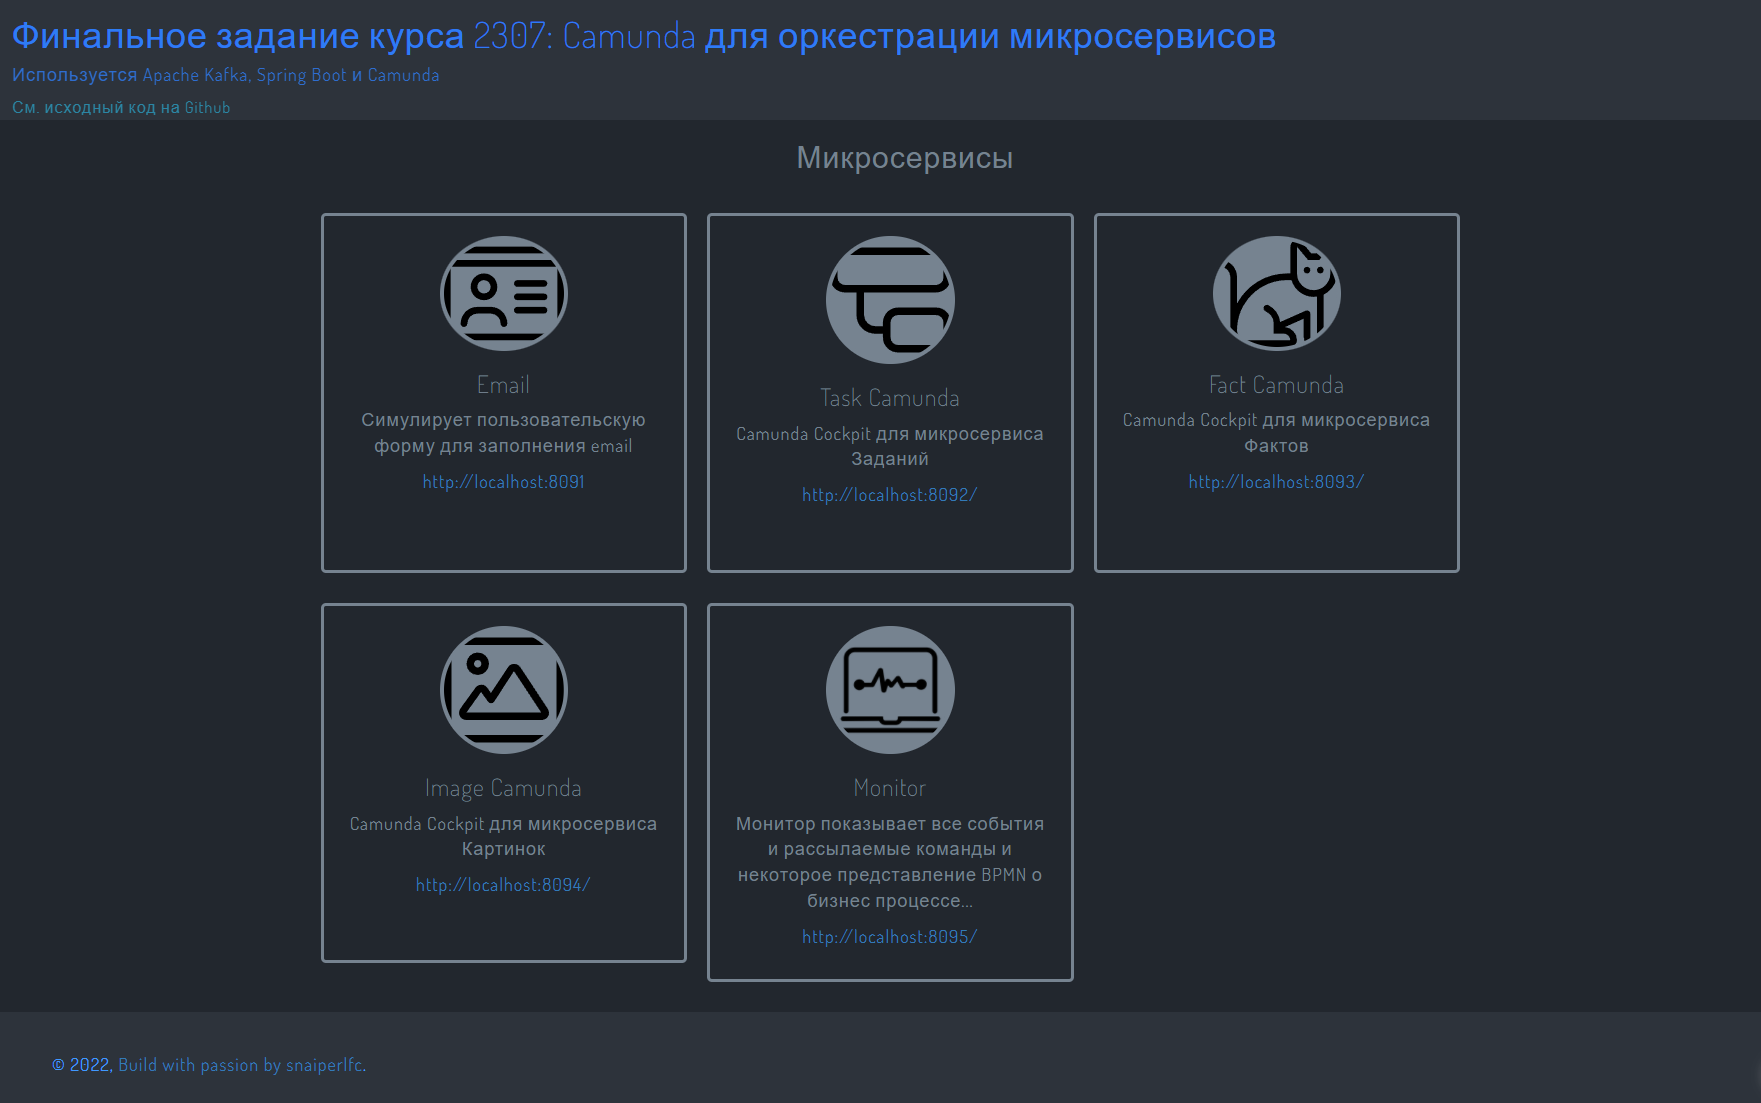 Финальное задание курса 2307: Camunda для оркестрации микросервисов
Используется Apache Kafka, Spring Boot и Camunda
См. исходный код на Github
Микросервисы
Email
Симулирует пользовательскую
форму для заполнения email
http://localhost:8091
Task Camunda
Camunda Cockpit для микросервиса
Заданий
http://localhost:8092/
Fact Camunda
Camunda Cockpit для микросервиса
Фактов
http://localhost:8093/
Image Camunda
Camunda Cockpit для микросервиса
Картинок
http://localhost:8094/
Monitor
Монитор показывает все события
и рассылаемые команды и
некоторое представление BPMN о
бизнес процессе...
http://localhost:8095/
© 2022, Build with passion by snaiperlfc.